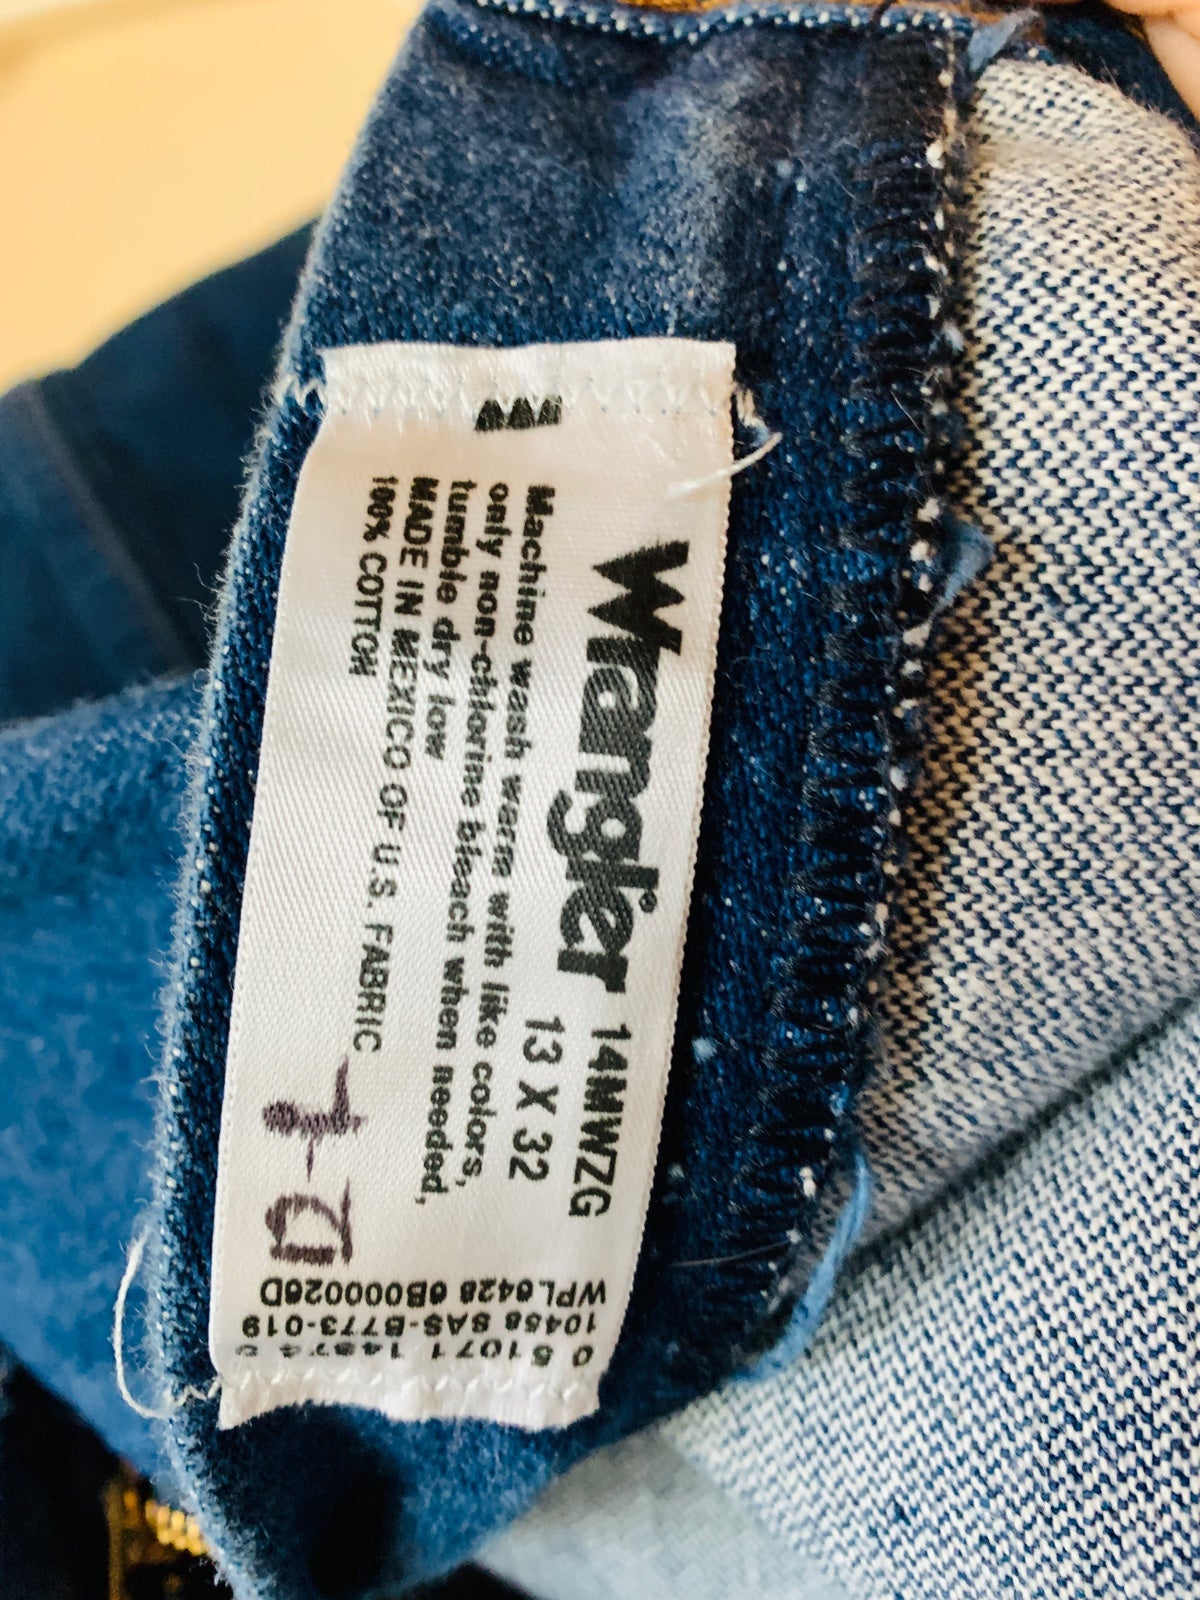 Wrangler 14MWZG
13 X 32
Machine wash warm with like colors,
only non-chlorine bleach when needed,
tumble dry low
MADE IN MEXICO OF U.S. FABRIC
100% COTTON
WPL6428 6B000026D
10458 SAS-B773-019